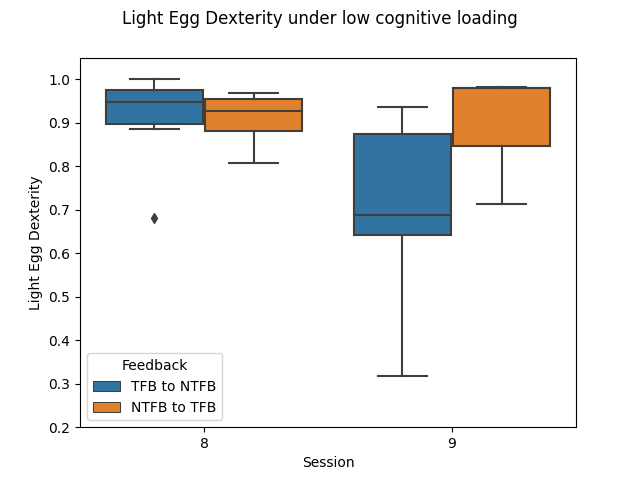 Light Egg Dexterity under low cognitive loading
1.0
0.9
0.8
0.7
0.6
0.5
0.4
0.3
0.2
Light Egg Dexterity
Feedback
TFB to NTFB
NTFB to TFB
8
9
Session